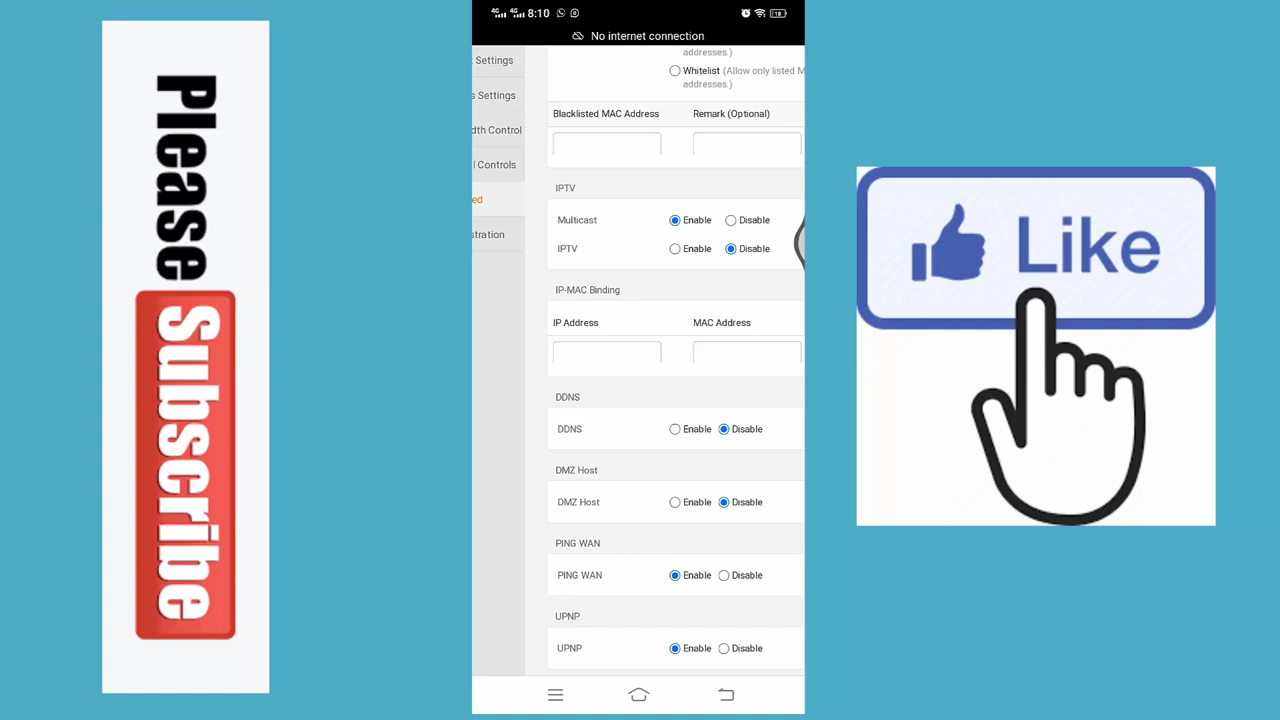 Please
Subscribe
4G 4G 8:10
18
No internet connection
Settings
s Settings
dth Control
l Controls
ed
stration
addresses.)
Whitelist (Allow only listed M
addresses.)
Blacklisted MAC Address Remark (Optional)
IPTV
Multicast Enable Disable
IPTV Enable Disable
IP-MAC Binding
IP Address MAC Address
DDNS
DDNS Enable Disable
DMZ Host
DMZ Host Enable Disable
PING WAN
PING WAN Enable Disable
UPNP
UPNP Enable Disable
Like